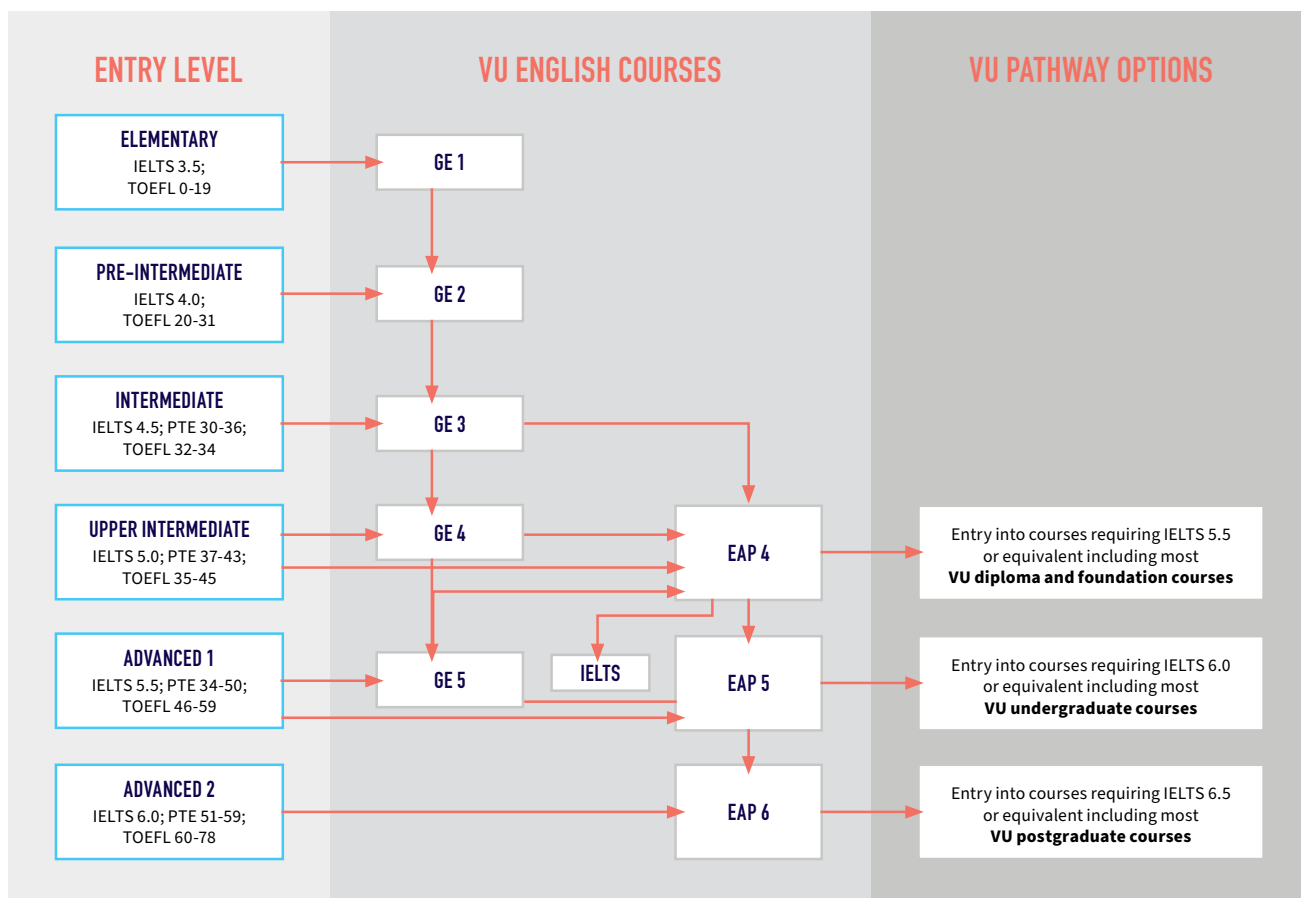 ENTRY LEVEL
VU ENGLISH COURSES
VU PATHWAY OPTIONS
ELEMENTARY
IELTS 3.5;
TOEFL 0-19
GE 1
PRE-INTERMEDIATE
IELTS 4.0;
TOEFL 20-31
GE 2
INTERMEDIATE
IELTS 4.5; PTE 30-36;
TOEFL 32-34
GE 3
UPPER INTERMEDIATE
IELTS 5.0; PTE 37-43;
TOEFL 35-45
GE 4
EAP 4
Entry into courses requiring IELTS 5.5
or equivalent including most
VU diploma and foundation courses
ADVANCED 1
IELTS 5.5; PTE 34-50;
TOEFL 46-59
GE 5
IELTS
EAP 5
Entry into courses requiring IELTS 6.0
or equivalent including most
VU undergraduate courses
ADVANCED 2
IELTS 6.0; PTE 51-59;
TOEFL 60-78
EAP 6
Entry into courses requiring IELTS 6.5
or equivalent including most
VU postgraduate courses